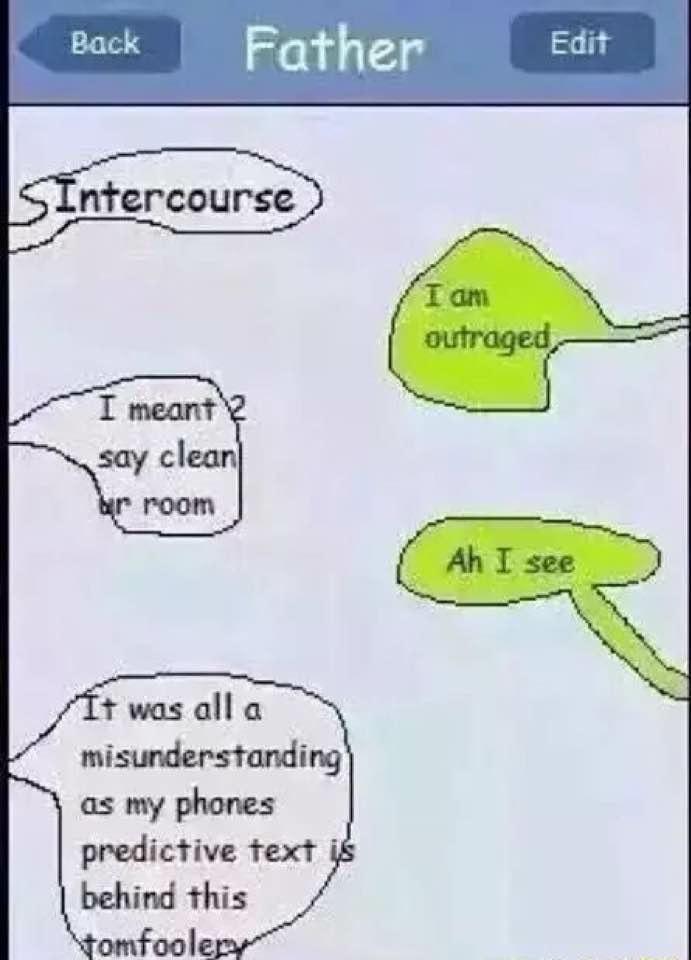 Back Father Edit
Intercourse
I am
outraged
I meant 2
say clean
ur room
Ah I see
It was all a
misunderstanding
as my phones
predictive text is
behind this
tomfoolery